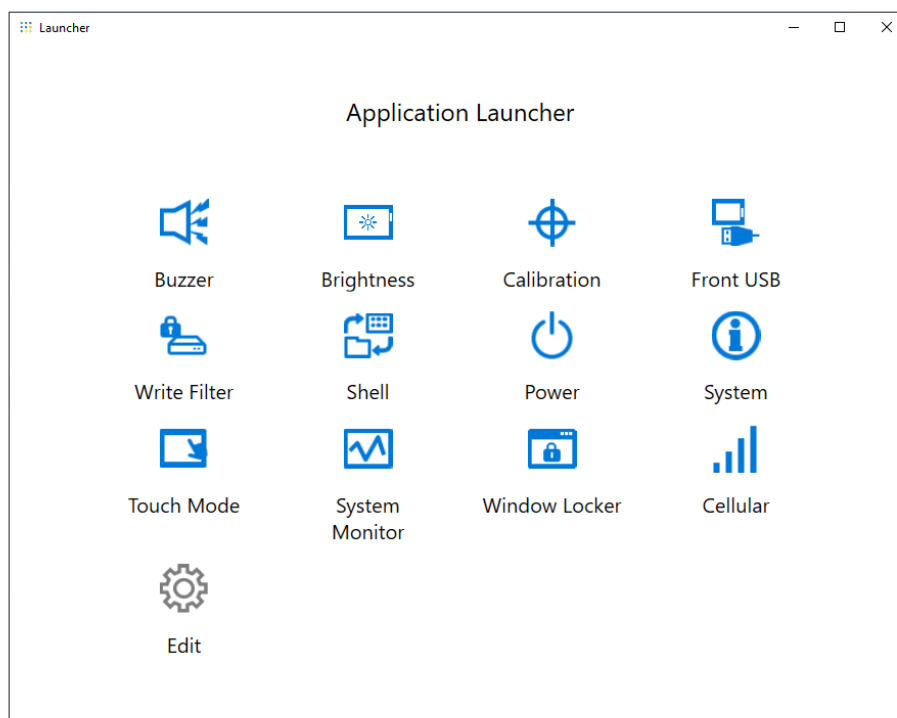 Launcher
Application Launcher
Buzzer
Brightness
Calibration
Front USB
Write Filter
Shell
Power
System
Touch Mode
System
Monitor
Window Locker
Cellular
Edit